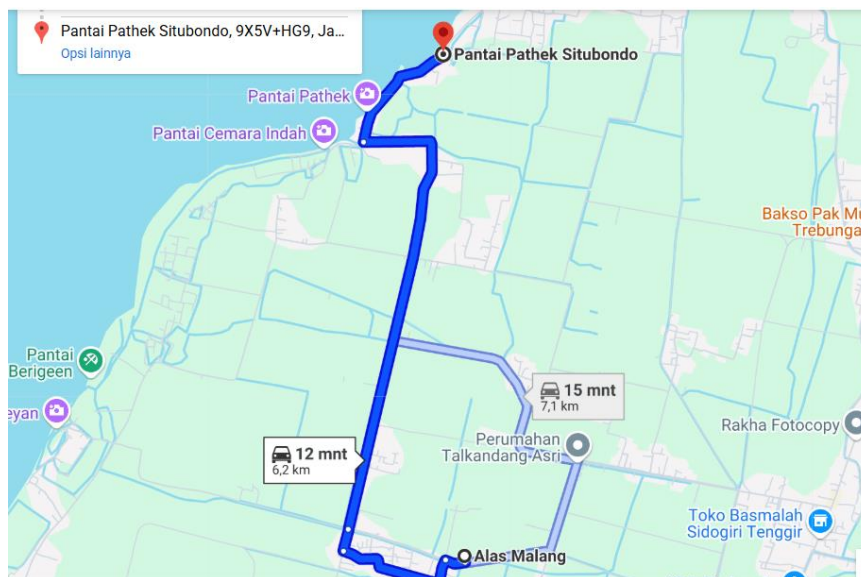 Pantai Pathek Situbondo, 9X5V+HG9, Ja...
Opsi lainnya
Pantai Pathek Situbondo
Pantai Pathek
Pantai Cemara Indah
Bakso Pak Mu
Trebunga
Pantai
Berigeen
eyan
15 mnt
7,1 km
Rakha Fotocopy
Perumahan
Talkandang Asri
12 mnt
6,2 km
Toko Basmalah
Sidogiri Tenggir
Alas Malang